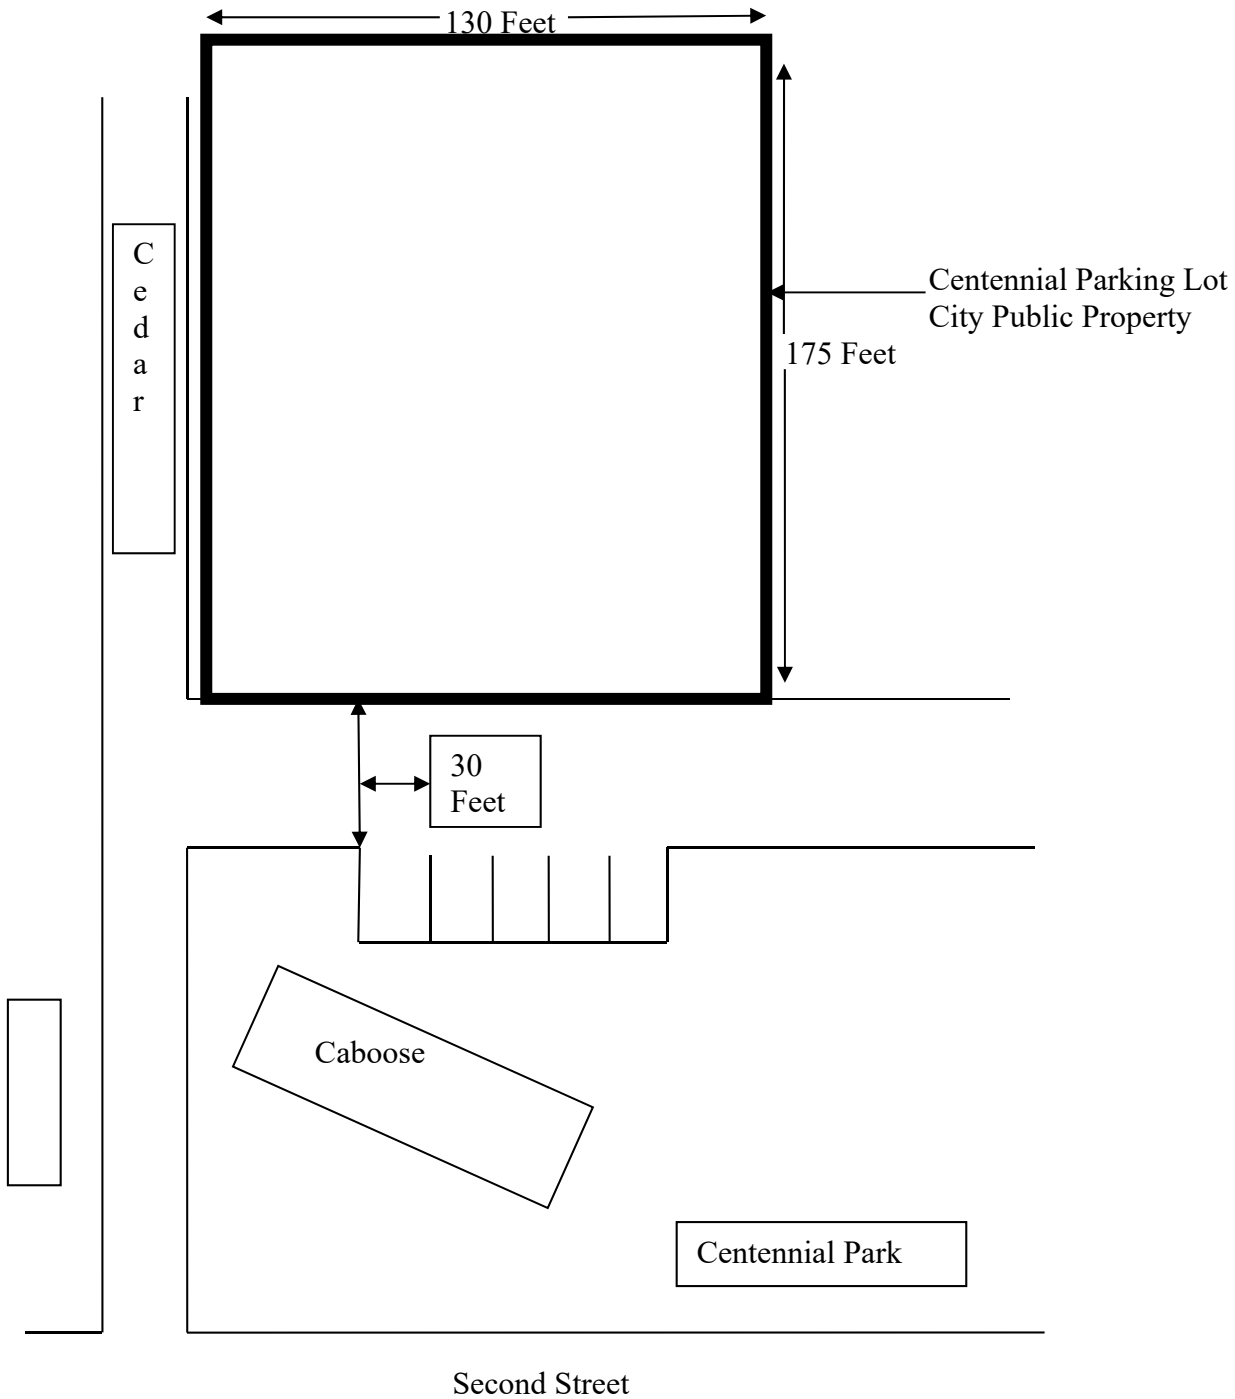 130 Feet
C
e
d
a
r
Centennial Parking Lot
City Public Property
175 Feet
30
Feet
Caboose
Centennial Park
Second Street